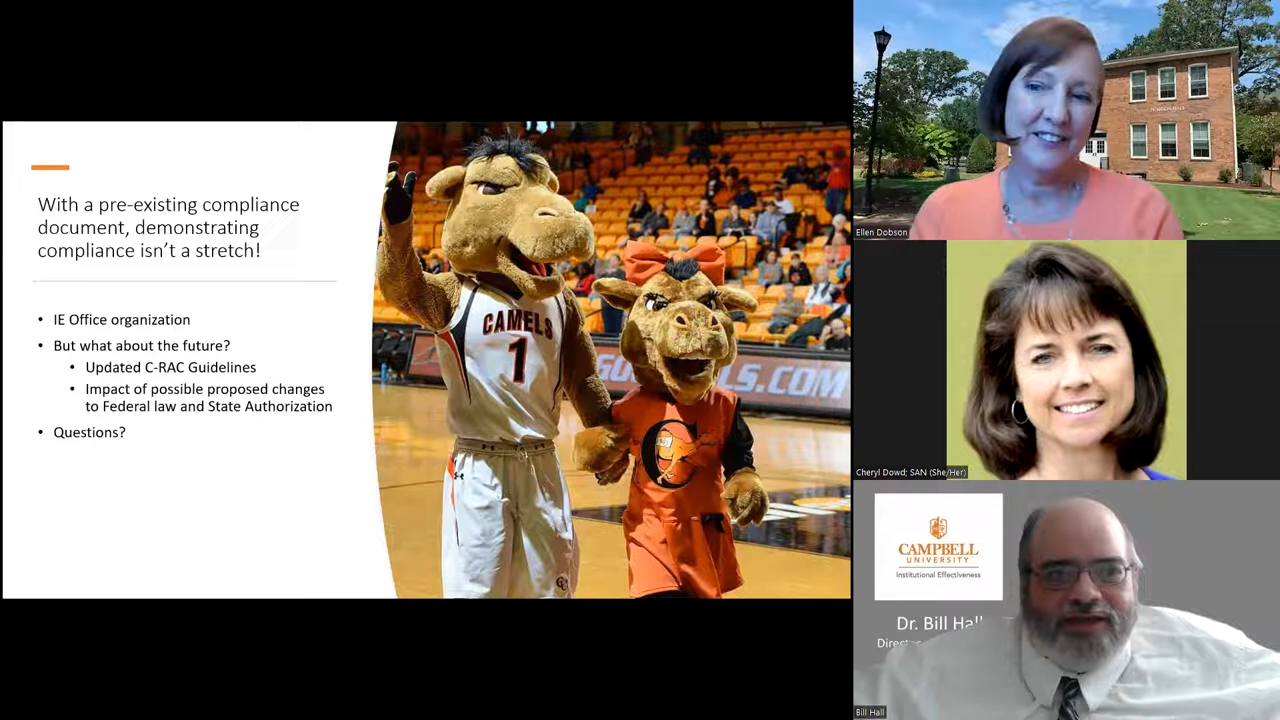 With a pre-existing compliance
document, demonstrating
compliance isn't a stretch!
• IE Office organization
• But what about the future?
• Updated C-RAC Guidelines
• Impact of possible proposed changes
to Federal law and State Authorization
• Questions?
CAMELS
1
C
Ellen Dobson
Cheryl Dowd; SAN (She/Her)
CAMPBELL
UNIVERSITY
Institutional Effectiveness
Dr. Bill Hall
Bill Hall